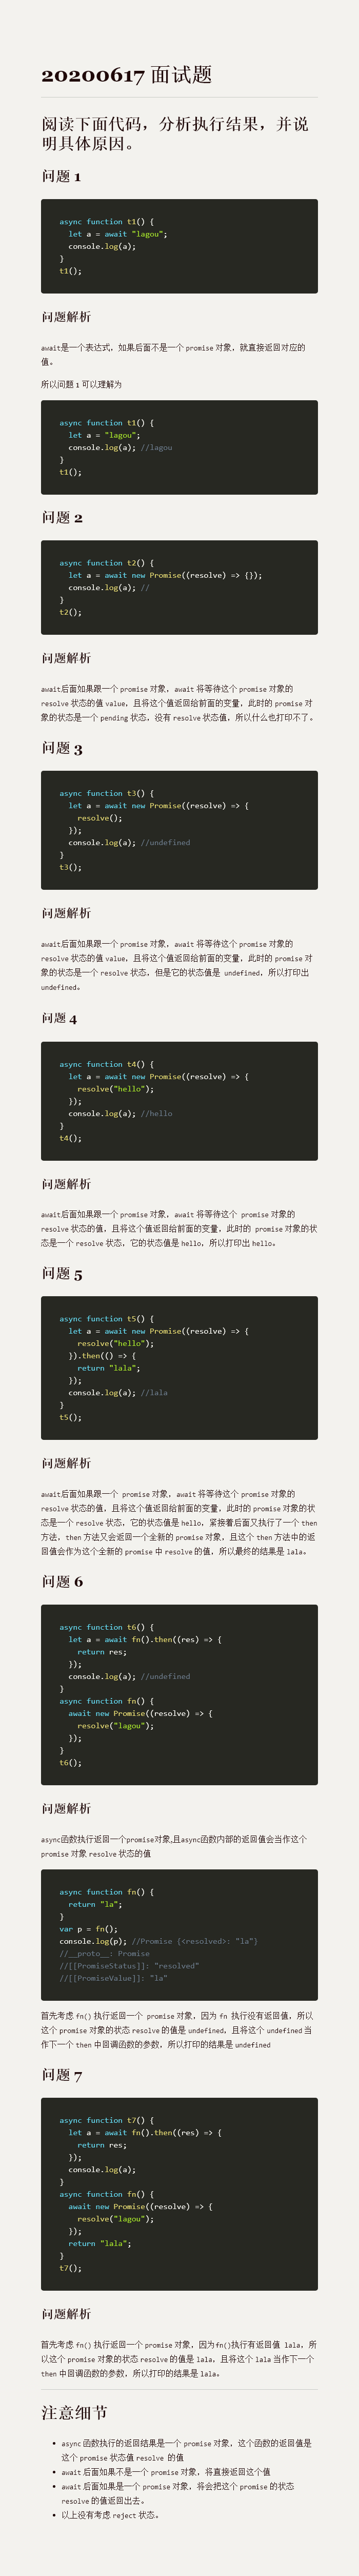 20200617 面试题
阅读下面代码，分析执行结果，并说
明具体原因。
问题 1
async function t1() {
  let a = await "lagou";
  console.log(a);
}
t1();
问题解析
await是一个表达式，如果后面不是一个 promise 对象，就直接返回对应的
值。
所以问题 1 可以理解为
async function t1() {
  let a = "lagou";
  console.log(a); //lagou
}
t1();
问题 2
async function t2() {
  let a = await new Promise((resolve) => {});
  console.log(a); //
}
t2();
问题解析
await后面如果跟一个 promise 对象，await 将等待这个 promise 对象的
resolve 状态的值 value，且将这个值返回给前面的变量，此时的 promise 对
象的状态是一个 pending 状态，没有 resolve 状态值，所以什么也打印不了。
问题 3
async function t3() {
  let a = await new Promise((resolve) => {
    resolve();
  });
  console.log(a); //undefined
}
t3();
问题解析
await后面如果跟一个 promise 对象，await 将等待这个 promise 对象的
resolve 状态的值 value，且将这个值返回给前面的变量，此时的 promise 对
象的状态是一个 resolve 状态，但是它的状态值是 undefined，所以打印出
undefined。
问题 4
async function t4() {
  let a = await new Promise((resolve) => {
    resolve("hello");
  });
  console.log(a); //hello
}
t4();
问题解析
await后面如果跟一个 promise 对象，await 将等待这个 promise 对象的
resolve 状态的值，且将这个值返回给前面的变量，此时的 promise 对象的状
态是一个 resolve 状态，它的状态值是 hello，所以打印出 hello。
问题 5
async function t5() {
  let a = await new Promise((resolve) => {
    resolve("hello");
  }).then(() => {
    return "lala";
  });
  console.log(a); //lala
}
t5();
问题解析
await后面如果跟一个 promise 对象，await 将等待这个 promise 对象的
resolve 状态的值，且将这个值返回给前面的变量，此时的 promise 对象的状
态是一个 resolve 状态，它的状态值是 hello，紧接着后面又执行了一个 then
方法，then 方法又会返回一个全新的 promise 对象，且这个 then 方法中的返
回值会作为这个全新的 promise 中 resolve 的值，所以最终的结果是 lala。
问题 6
async function t6() {
  let a = await fn().then((res) => {
    return res;
  });
  console.log(a); //undefined
}
async function fn() {
  await new Promise((resolve) => {
    resolve("lagou");
  });
}
t6();
问题解析
async函数执行返回一个promise对象,且async函数内部的返回值会当作这个
promise 对象 resolve 状态的值
async function fn() {
  return "la";
}
var p = fn();
console.log(p); //Promise {<resolved>: "la"}
//__proto__: Promise
//[[PromiseStatus]]: "resolved"
//[[PromiseValue]]: "la"
首先考虑 fn() 执行返回一个 promise 对象，因为 fn 执行没有返回值，所以
这个 promise 对象的状态 resolve 的值是 undefined，且将这个 undefined 当
作下一个 then 中回调函数的参数，所以打印的结果是 undefined
问题 7
async function t7() {
  let a = await fn().then((res) => {
    return res;
  });
  console.log(a);
}
async function fn() {
  await new Promise((resolve) => {
    resolve("lagou");
  });
  return "lala";
}
t7();
问题解析
首先考虑 fn() 执行返回一个 promise 对象，因为fn()执行有返回值 lala，所
以这个 promise 对象的状态 resolve 的值是 lala，且将这个 lala 当作下一个
then 中回调函数的参数，所以打印的结果是 lala。
注意细节
• async 函数执行的返回结果是一个 promise 对象，这个函数的返回值是
这个 promise 状态值 resolve 的值
• await 后面如果不是一个 promise 对象，将直接返回这个值
• await 后面如果是一个 promise 对象，将会把这个 promise 的状态
resolve 的值返回出去。
• 以上没有考虑 reject 状态。